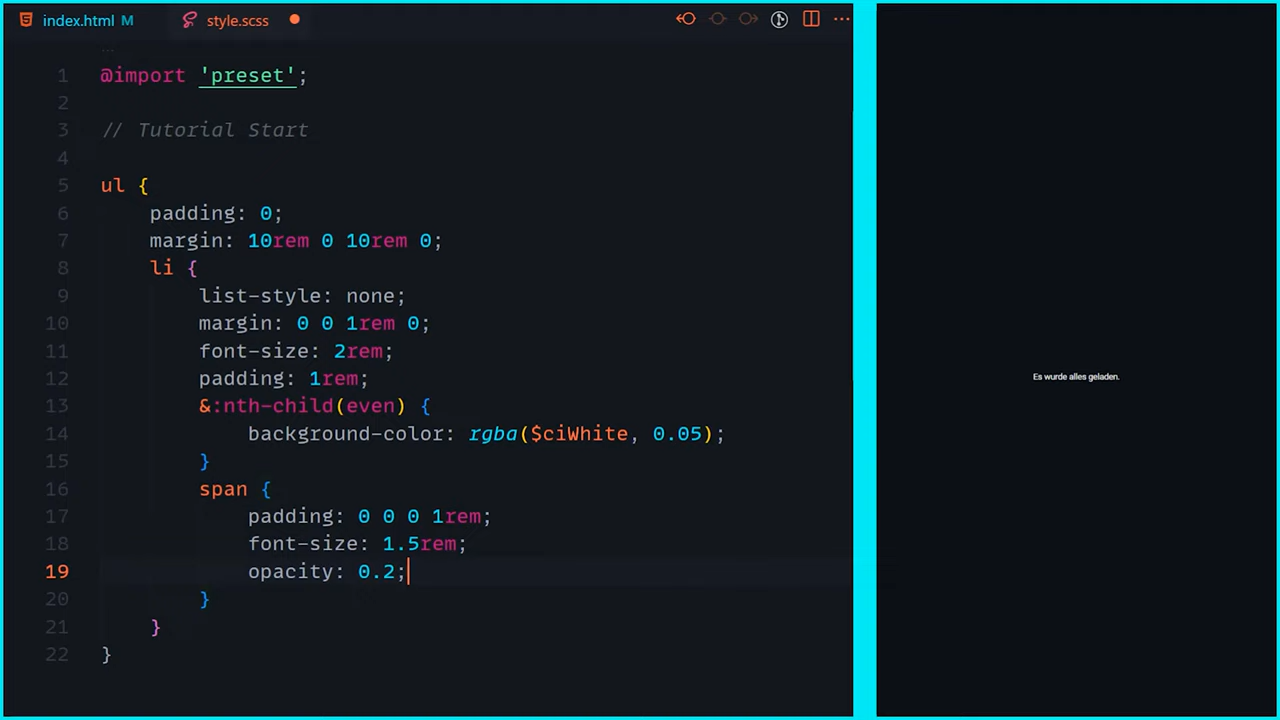 index.html M style.scss
1 @import 'preset';
2
3 // Tutorial Start
4
5 ul {
6 padding: 0;
7 margin: 10rem 0 10rem 0;
8 li {
9 list-style: none;
10 margin: 0 0 1rem 0;
11 font-size: 2rem;
12 padding: 1rem;
13 &:nth-child(even) {
14 background-color: rgba($ciWhite, 0.05);
15 }
16 span {
17 padding: 0 0 0 1rem;
18 font-size: 1.5rem;
19 opacity: 0.2;
20 }
21 }
22 }
Es wurde alles geladen.